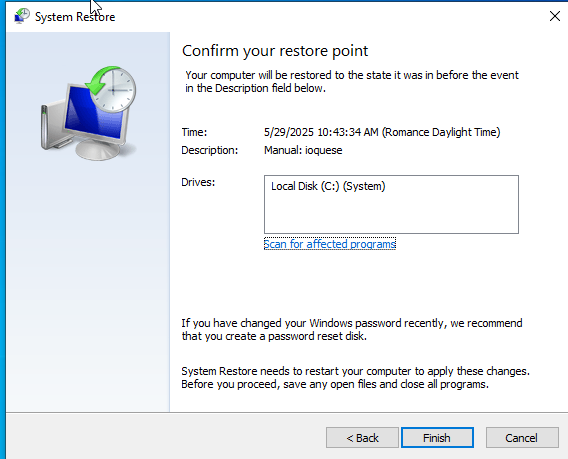 System Restore
Confirm your restore point
Your computer will be restored to the state it was in before the event
in the Description field below.
Time: 5/29/2025 10:43:34 AM (Romance Daylight Time)
Description: Manual: ioquese
Drives: Local Disk (C:) (System)
Scan for affected programs
If you have changed your Windows password recently, we recommend
that you create a password reset disk.
System Restore needs to restart your computer to apply these changes.
Before you proceed, save any open files and close all programs.
< Back Finish Cancel